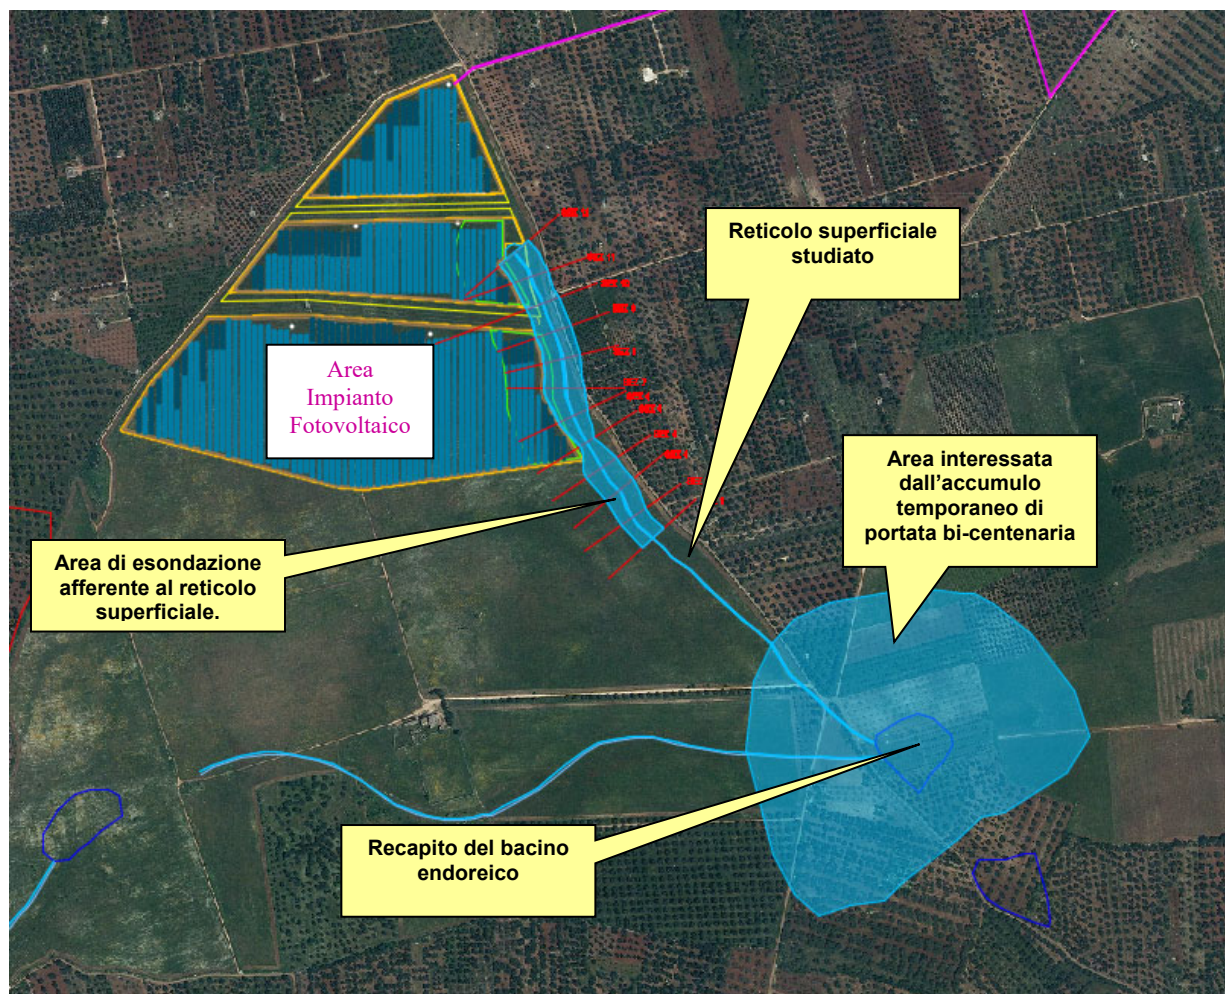 Reticolo superficiale
studiato
Area
Impianto
Fotovoltaico
Area interessata
dall'accumulo
temporaneo di
portata bi-centenaria
Area di esondazione
afferente al reticolo
superficiale.
Recapito del bacino
endoreico